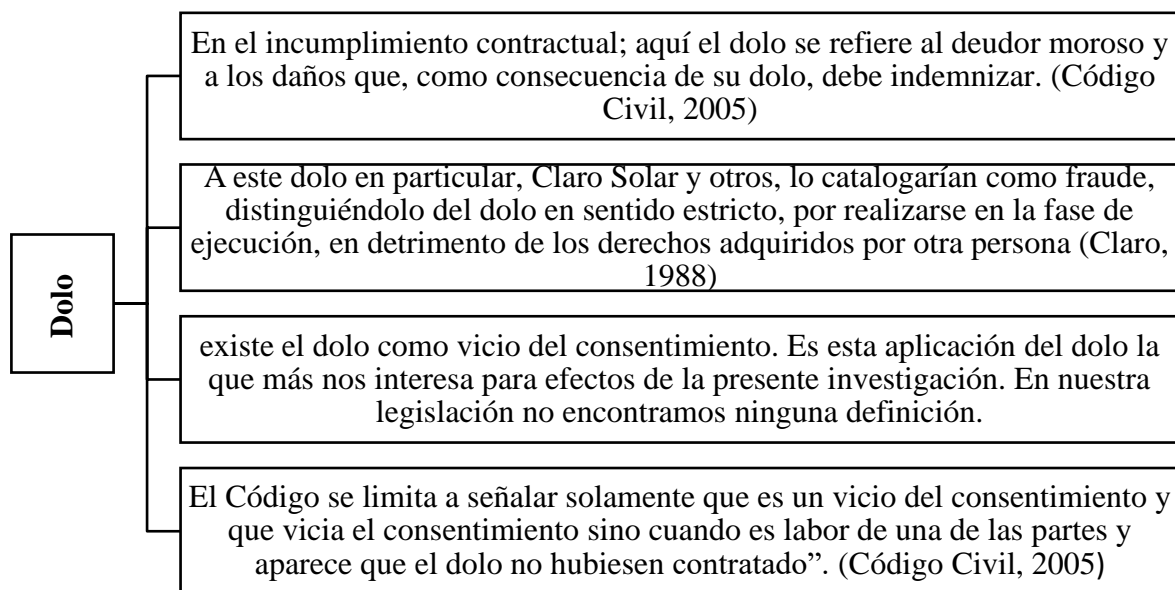 En el incumplimiento contractual; aquí el dolo se refiere al deudor moroso y
a los daños que, como consecuencia de su dolo, debe indemnizar. (Código
Civil, 2005)
A este dolo en particular, Claro Solar y otros, lo catalogarían como fraude,
distinguiéndolo del dolo en sentido estricto, por realizarse en la fase de
ejecución, en detrimento de los derechos adquiridos por otra persona (Claro,
1988)
Dolo
existe el dolo como vicio del consentimiento. Es esta aplicación del dolo la
que más nos interesa para efectos de la presente investigación. En nuestra
legislación no encontramos ninguna definición.
El Código se limita a señalar solamente que es un vicio del consentimiento y
que vicia el consentimiento sino cuando es labor de una de las partes y
aparece que el dolo no hubiesen contratado”. (Código Civil, 2005)